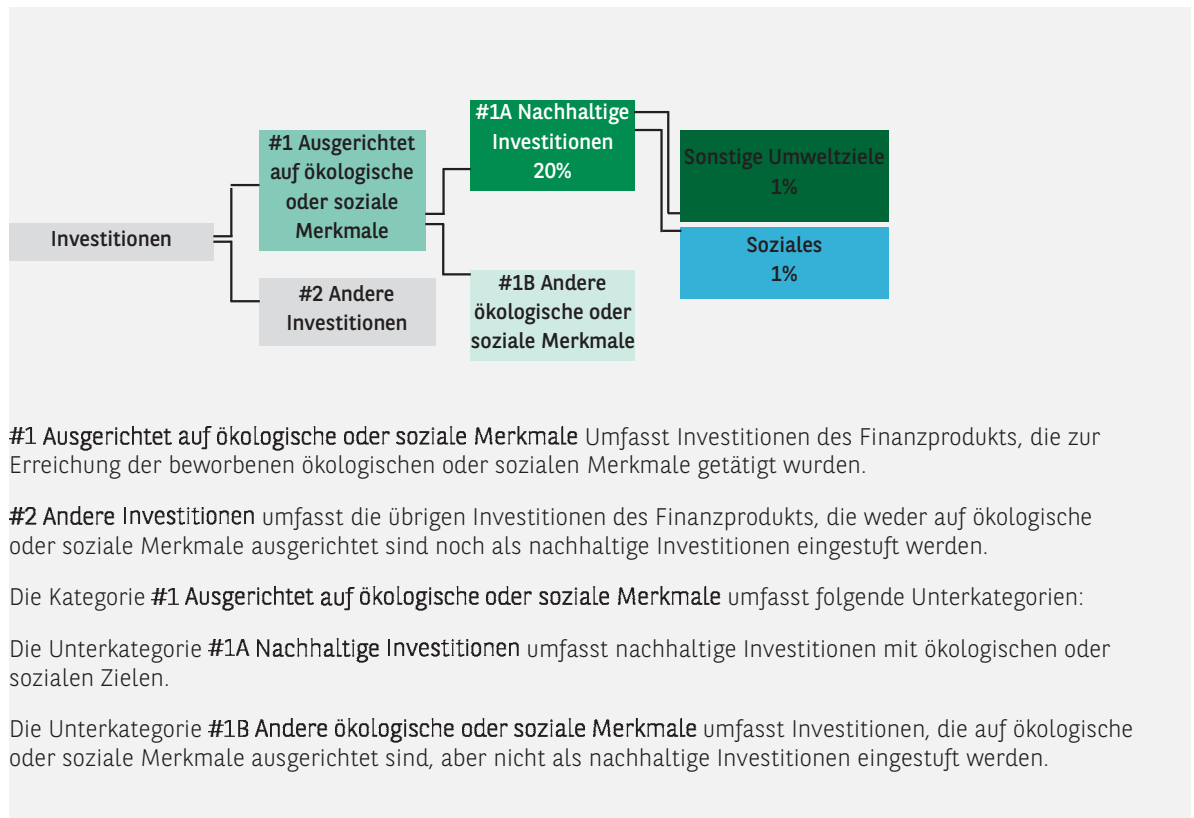 #1A Nachhaltige
Investitionen
20%
#1 Ausgerichtet
auf ökologische
oder soziale
Merkmale
Sonstige Umweltziele
1%
Investitionen
Soziales
1%
#2 Andere
Investitionen
#1B Andere
ökologische oder
soziale Merkmale
#1 Ausgerichtet auf ökologische oder soziale Merkmale Umfasst Investitionen des Finanzprodukts, die zur
Erreichung der beworbenen ökologischen oder sozialen Merkmale getätigt wurden.
#2 Andere Investitionen umfasst die übrigen Investitionen des Finanzprodukts, die weder auf ökologische
oder soziale Merkmale ausgerichtet sind noch als nachhaltige Investitionen eingestuft werden.
Die Kategorie #1 Ausgerichtet auf ökologische oder soziale Merkmale umfasst folgende Unterkategorien:
Die Unterkategorie #1A Nachhaltige Investitionen umfasst nachhaltige Investitionen mit ökologischen oder
sozialen Zielen.
Die Unterkategorie #1B Andere ökologische oder soziale Merkmale umfasst Investitionen, die auf ökologische
oder soziale Merkmale ausgerichtet sind, aber nicht als nachhaltige Investitionen eingestuft werden.